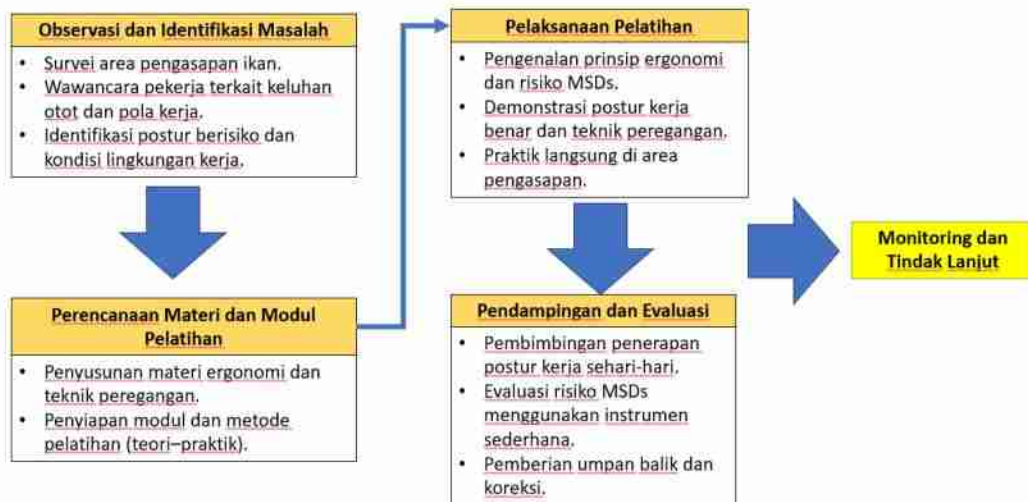 Observasi dan Identifikasi Masalah
• Survei area pengasapan ikan.
• Wawancara pekerja terkait keluhan
otot dan pola kerja.
• Identifikasi postur berisiko dan
kondisi lingkungan kerja.
Perencanaan Materi dan Modul
Pelatihan
• Penyusunan materi ergonomi dan
teknik peregangan.
• Penyiapan modul dan metode
pelatihan (teori–praktik).
Pelaksanaan Pelatihan
• Pengenalan prinsip ergonomi
dan risiko MSDs.
• Demonstrasi postur kerja
benar dan teknik peregangan.
• Praktik langsung di area
pengasapan.
Pendampingan dan Evaluasi
• Pembimbingan penerapan
postur kerja sehari-hari.
• Evaluasi risiko MSDs
menggunakan instrumen
sederhana.
• Pemberian umpan balik dan
koreksi.
Monitoring dan
Tindak Lanjut